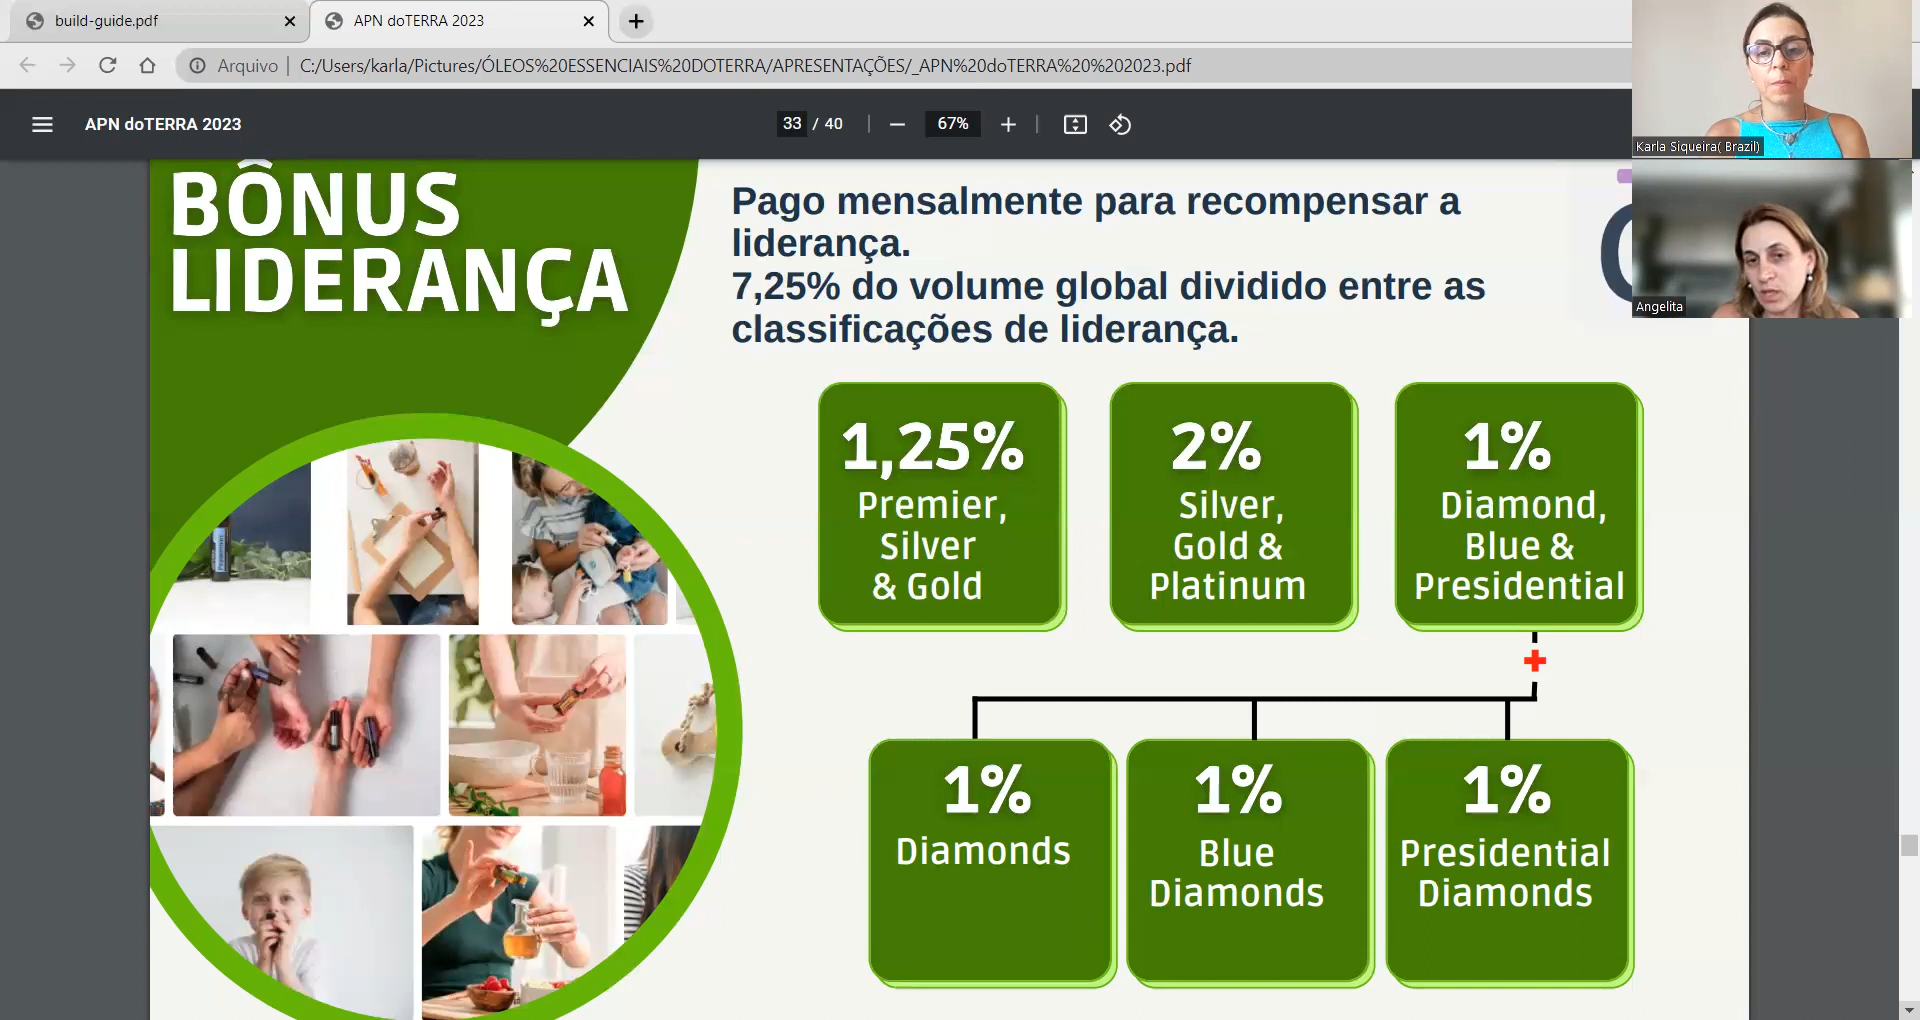 build-guide.pdf
APN doTERRA 2023
Arquivo
C:/Users/karla/Pictures/ÓLEOS%20ESSENCIAIS%20DOTERRA/APRESENTAÇÕES/_APN%20doTERRA%20%202023.pdf
APN doTERRA 2023
33 / 40
67%
Karla Siqueira( Brazil)
Angelita
BÔNUS
LIDERANÇA
Pago mensalmente para recompensar a
liderança.
7,25% do volume global dividido entre as
classificações de liderança.
1,25%
Premier,
Silver
& Gold
2%
Silver,
Gold &
Platinum
1%
Diamond,
Blue &
Presidential
1%
Diamonds
1%
Blue
Diamonds
1%
Presidential
Diamonds